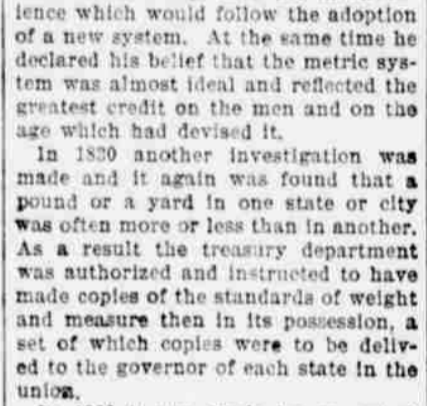 ience which would follow the adoption
of a new system. At the same time he
declared his belief that the metric sys-
tem was almost ideal and reflected the
greatest credit on the men and on the
age which had devised it.
In 1830 another investigation was
made and it again was found that a
pound or a yard in one state or city
was often more or less than in another.
As a result the treasury department
was authorized and instructed to have
made copies of the standards of weight
and measure then in its possession, a
set of which copies were to be deliv-
ed to the governor of each state in the
union.